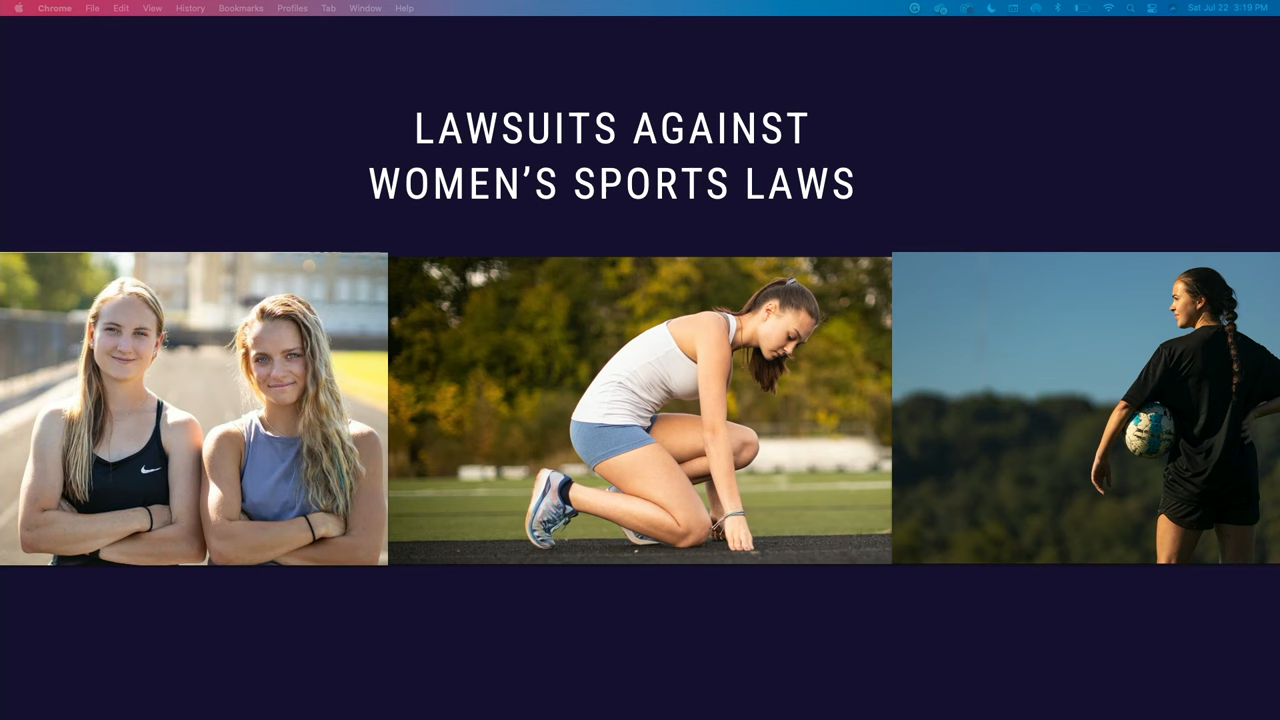 Chrome File Edit View History Bookmarks Profiles Tab Window Help Sat Jul 22 3:19 PM
LAWSUITS AGAINST
WOMEN’S SPORTS LAWS